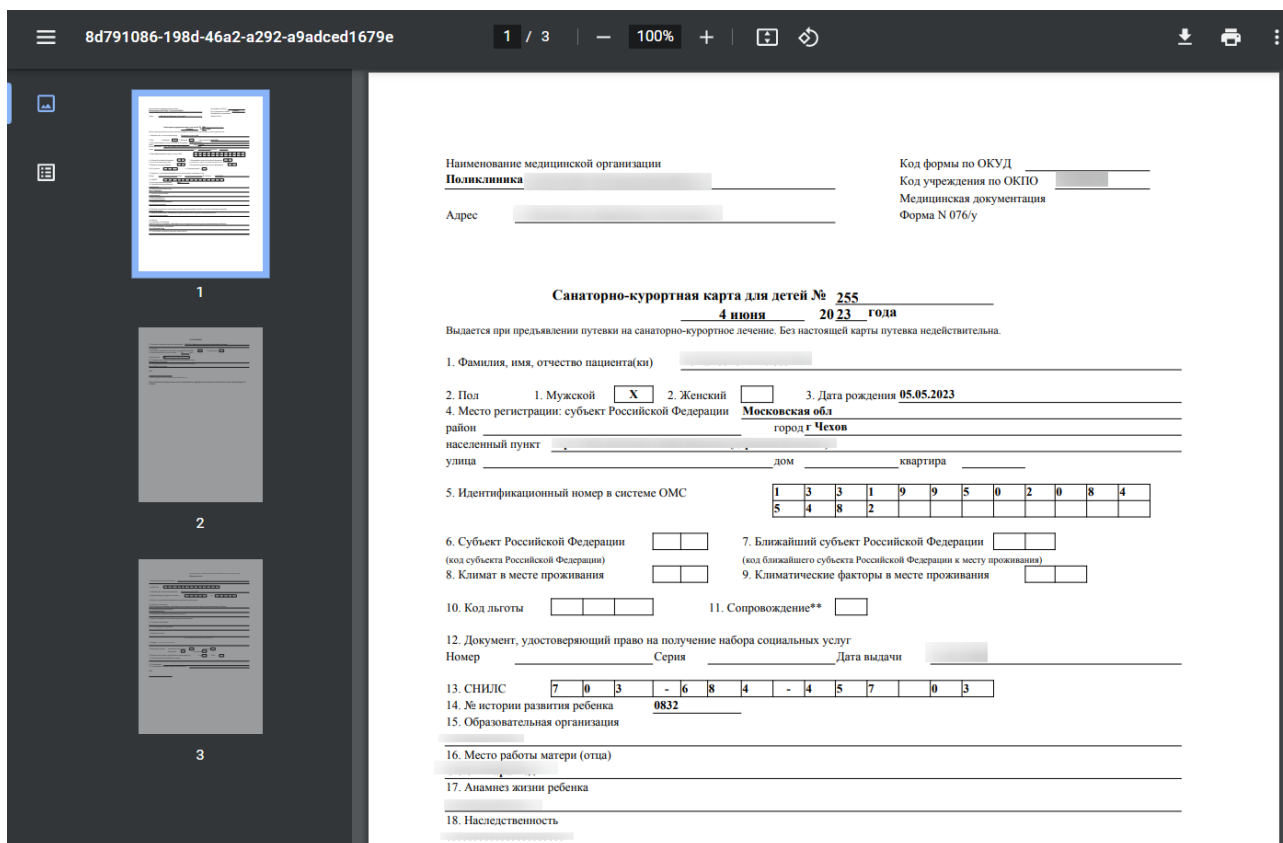 8d791086-198d-46a2-a292-a9adced1679e
1 / 3
100%
1
2
3
Наименование медицинской организации
Поликлиника
Адрес
Код формы по ОКУД
Код учреждения по ОКПО
Медицинская документация
Форма N 076/у
Санаторно-курортная карта для детей № 255
4 июня 20 23 года
Выдается при предъявлении путевки на санаторно-курортное лечение. Без настоящей карты путевка недействительна.
1. Фамилия, имя, отчество пациента(ки)
2. Пол 1. Мужской X 2. Женский 3. Дата рождения 05.05.2023
4. Место регистрации: субъект Российской Федерации Московская обл
район город г Чехов
населенный пункт
улица дом квартира
5. Идентификационный номер в системе ОМС 1 3 3 1 9 9 5 0 2 0 8 4
5 4 8 2
6. Субъект Российской Федерации 7. Ближайший субъект Российской Федерации
(код субъекта Российской Федерации) (код ближайшего субъекта Российской Федерации к месту проживания)
8. Климат в месте проживания 9. Климатические факторы в месте проживания
10. Код льготы 11. Сопровождение**
12. Документ, удостоверяющий право на получение набора социальных услуг
Номер Серия Дата выдачи
13. СНИЛС 7 0 3 - 6 8 4 - 4 5 7 0 3
14. № истории развития ребенка 0832
15. Образовательная организация
16. Место работы матери (отца)
17. Анамнез жизни ребенка
18. Наследственность